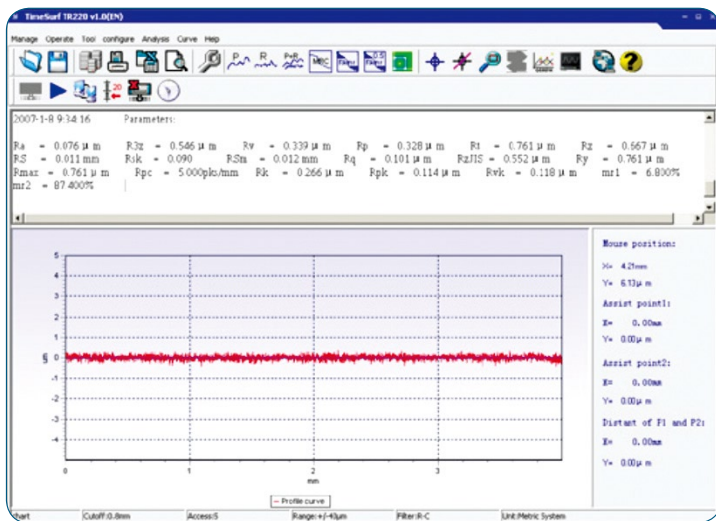 TimeSurf TR220 v1.0(EN)
Manage Operate Tool configure Analysis Curve Help
P R P+R MBC 0.5
20
2007-1-8 9:34:16 Parameters:
Ra = 0.076 μ m R3z = 0.546 μ m Rv = 0.339 μ m Rp = 0.328 μ m Rt = 0.761 μ m Rz = 0.667 μ m
RS = 0.011 mm Rsk = 0.090 RSm = 0.012 mm Rq = 0.101 μ m RzJIS = 0.552 μ m Ry = 0.761 μ m
Rmax = 0.761 μ m Rpc = 5.000pks/mm Rk = 0.266 μ m Rpk = 0.114 μ m Rvk = 0.118 μ m mr1 = 6.800%
mr2 = 87.400%
Mouse position:
X= 4.21mm
Y= 6.13μ m
Assist point1:
X= 0.00mm
Y= 0.00μ m
Assist point2:
X= 0.00mm
Y= 0.00μ m
Distant of P1 and P2:
X= 0.00mm
Y= 0.00μ m
5
4
3
2
1
0
-1
-2
-3
-4
μm
0 1 2 3
mm
Profile curve
chart Cutoff:0.8mm Access:5 Range:+/-40μm Filter:R-C Unit:Metric System